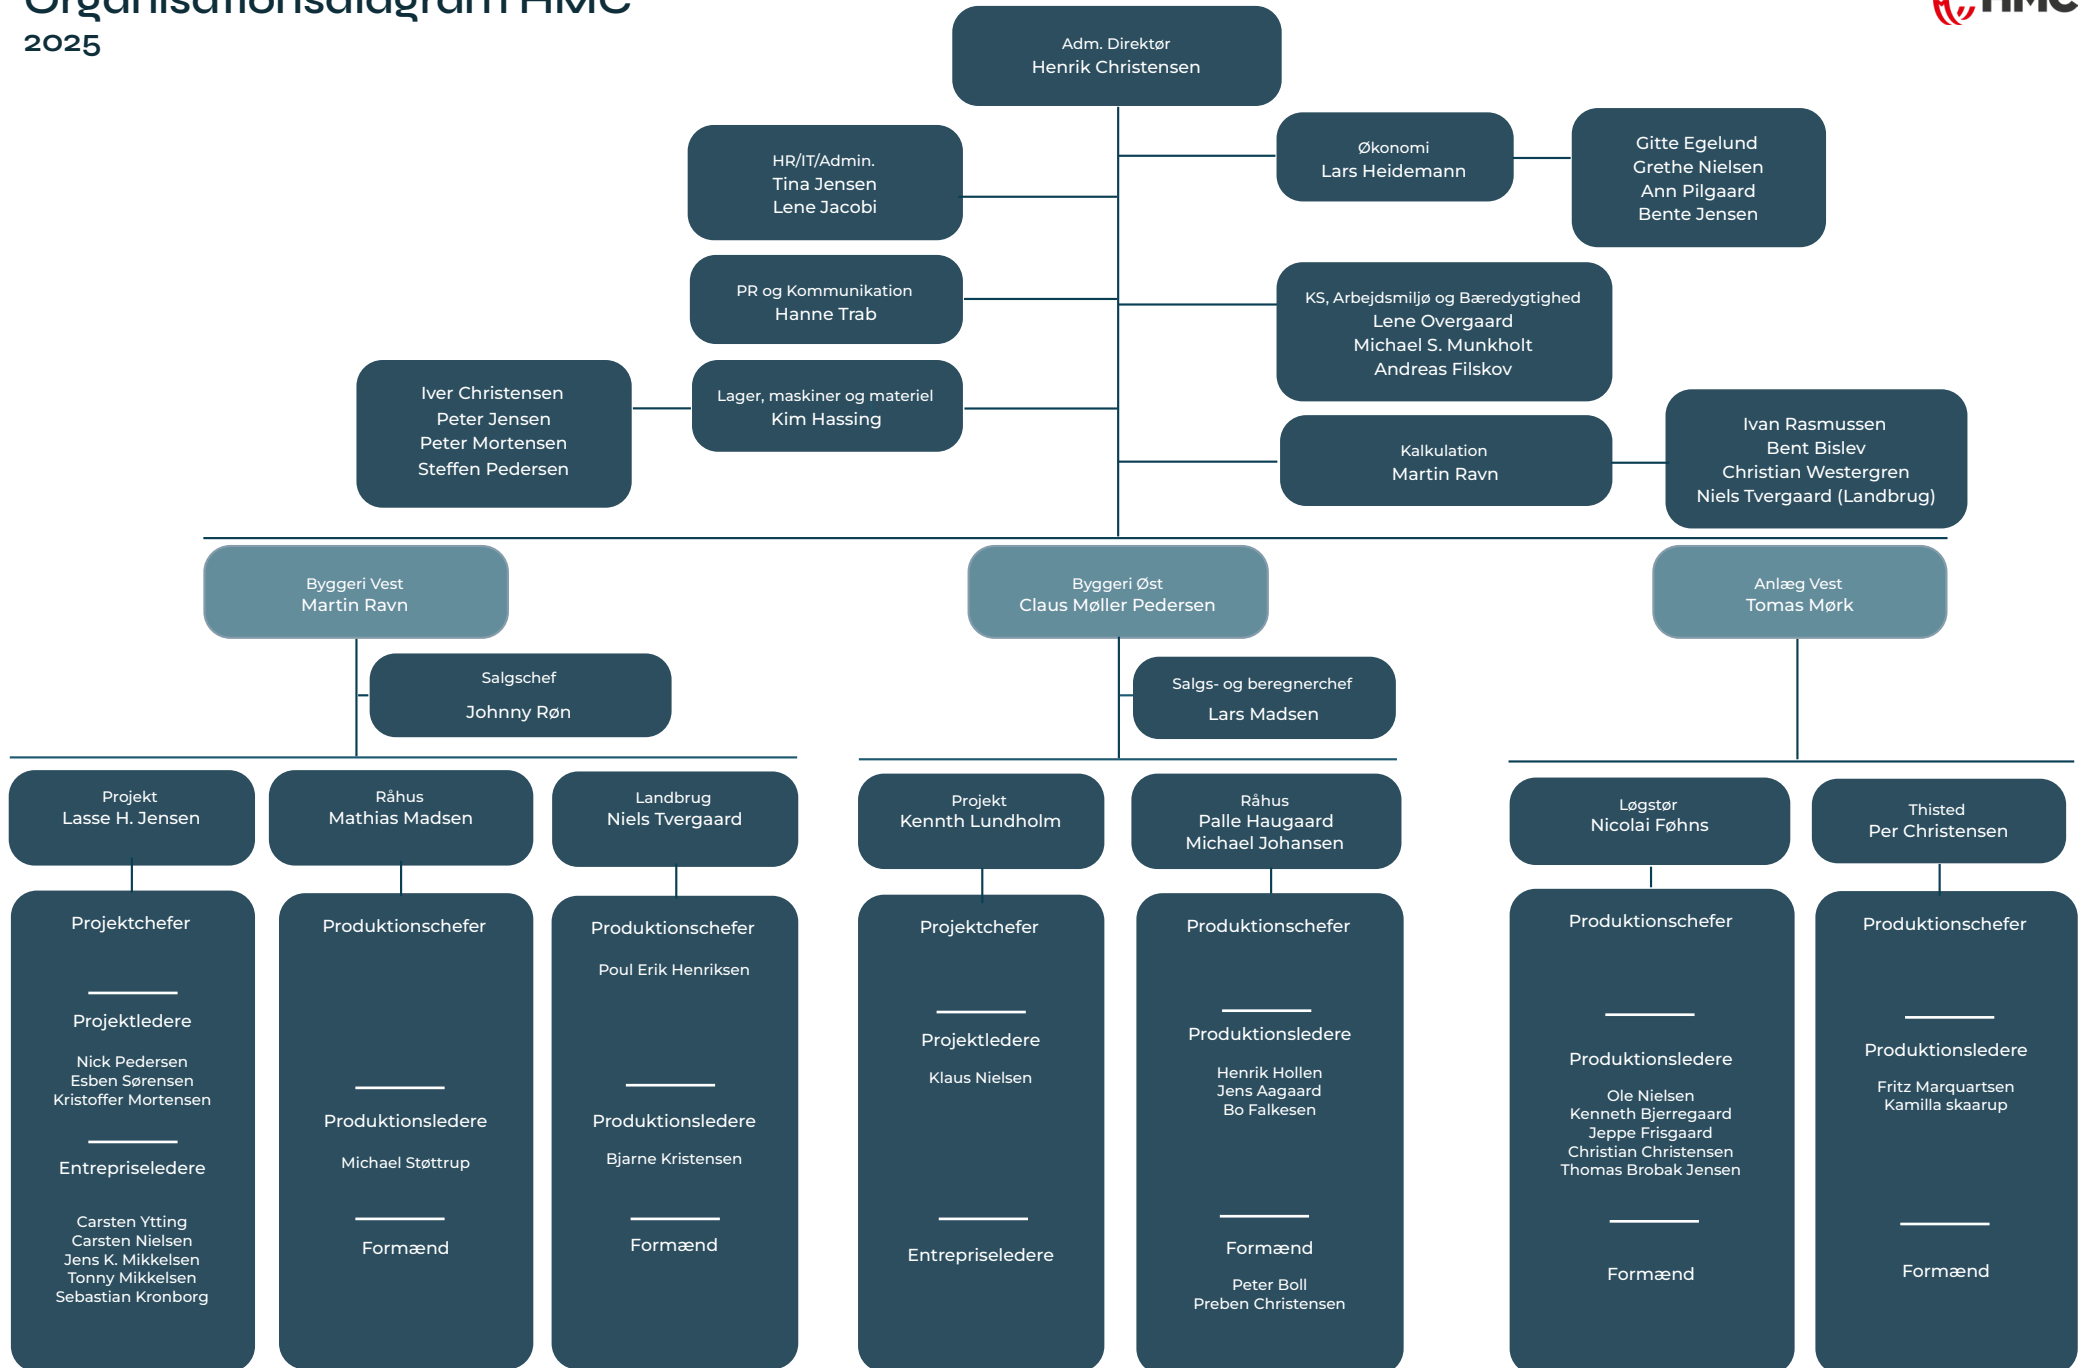 Organisationsdiagram HMC
2025
HMC
Adm. Direktør
Henrik Christensen
HR/IT/Admin.
Tina Jensen
Lene Jacobi
Økonomi
Lars Heidemann
Gitte Egelund
Grethe Nielsen
Ann Pilgaard
Bente Jensen
PR og Kommunikation
Hanne Trab
KS, Arbejdsmiljø og Bæredygtighed
Lene Overgaard
Michael S. Munkholt
Andreas Filskov
Iver Christensen
Peter Jensen
Peter Mortensen
Steffen Pedersen
Lager, maskiner og materiel
Kim Hassing
Kalkulation
Martin Ravn
Ivan Rasmussen
Bent Bislev
Christian Westergren
Niels Tvergaard (Landbrug)
Byggeri Vest
Martin Ravn
Byggeri Øst
Claus Møller Pedersen
Anlæg Vest
Tomas Mørk
Salgschef
Johnny Røn
Salgs- og beregnerchef
Lars Madsen
Projekt
Lasse H. Jensen
Råhus
Mathias Madsen
Landbrug
Niels Tvergaard
Projekt
Kennth Lundholm
Råhus
Palle Haugaard
Michael Johansen
Løgstør
Nicolai Føhns
Thisted
Per Christensen
Projektchefer
Projektledere
Nick Pedersen
Esben Sørensen
Kristoffer Mortensen
Entrepriseledere
Carsten Ytting
Carsten Nielsen
Jens K. Mikkelsen
Tonny Mikkelsen
Sebastian Kronborg
Produktionschefer
Produktionsledere
Michael Støttrup
Formænd
Produktionschefer
Poul Erik Henriksen
Produktionsledere
Bjarne Kristensen
Formænd
Projektchefer
Projektledere
Klaus Nielsen
Entrepriseledere
Produktionschefer
Produktionsledere
Henrik Hollen
Jens Aagaard
Bo Falkesen
Formænd
Peter Boll
Preben Christensen
Produktionschefer
Produktionsledere
Ole Nielsen
Kenneth Bjerregaard
Jeppe Frisgaard
Christian Christensen
Thomas Brobak Jensen
Formænd
Produktionschefer
Produktionsledere
Fritz Marquartsen
Kamilla skaarup
Formænd